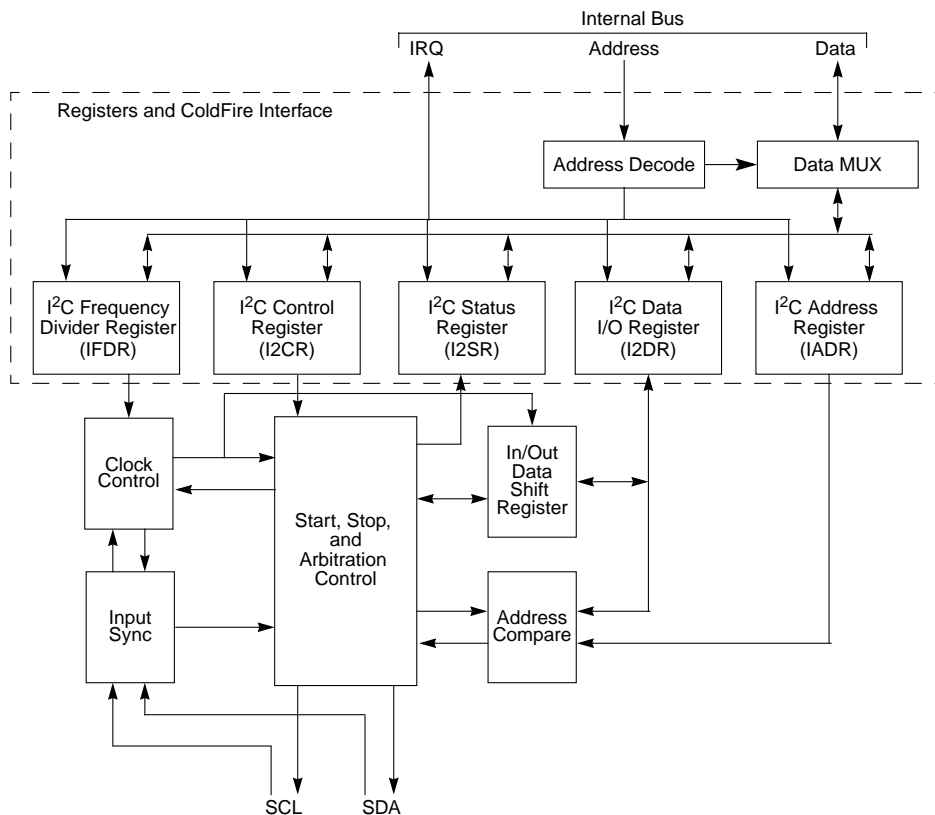 Internal Bus
IRQ
Address
Data
Registers and ColdFire Interface
Address Decode
Data MUX
I²C Frequency
Divider Register
(IFDR)
I²C Control
Register
(I2CR)
I²C Status
Register
(I2SR)
I²C Data
I/O Register
(I2DR)
I²C Address
Register
(IADR)
Clock
Control
Start, Stop,
and
Arbitration
Control
In/Out
Data
Shift
Register
Input
Sync
Address
Compare
SCL
SDA